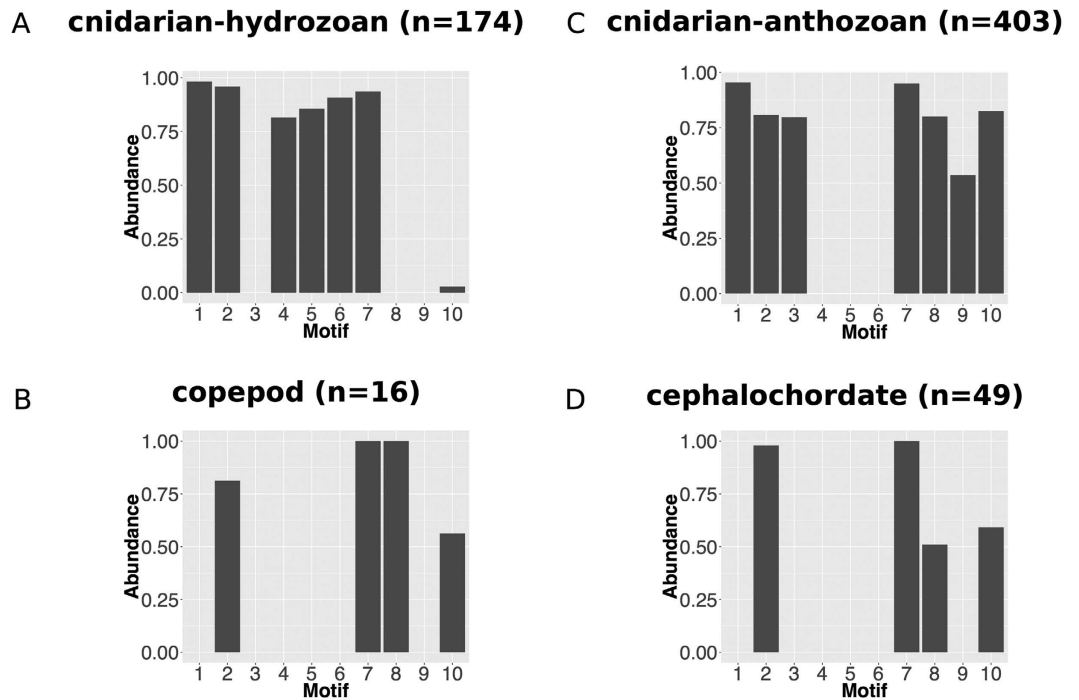 A cnidarian-hydrozoan (n=174)
1.00
0.75
0.50
0.25
0.00
Abundance
1 2 3 4 5 6 7 8 9 10
Motif
C cnidarian-anthozoan (n=403)
1.00
0.75
0.50
0.25
0.00
Abundance
1 2 3 4 5 6 7 8 9 10
Motif
B copepod (n=16)
1.00
0.75
0.50
0.25
0.00
Abundance
1 2 3 4 5 6 7 8 9 10
Motif
D cephalochordate (n=49)
1.00
0.75
0.50
0.25
0.00
Abundance
1 2 3 4 5 6 7 8 9 10
Motif